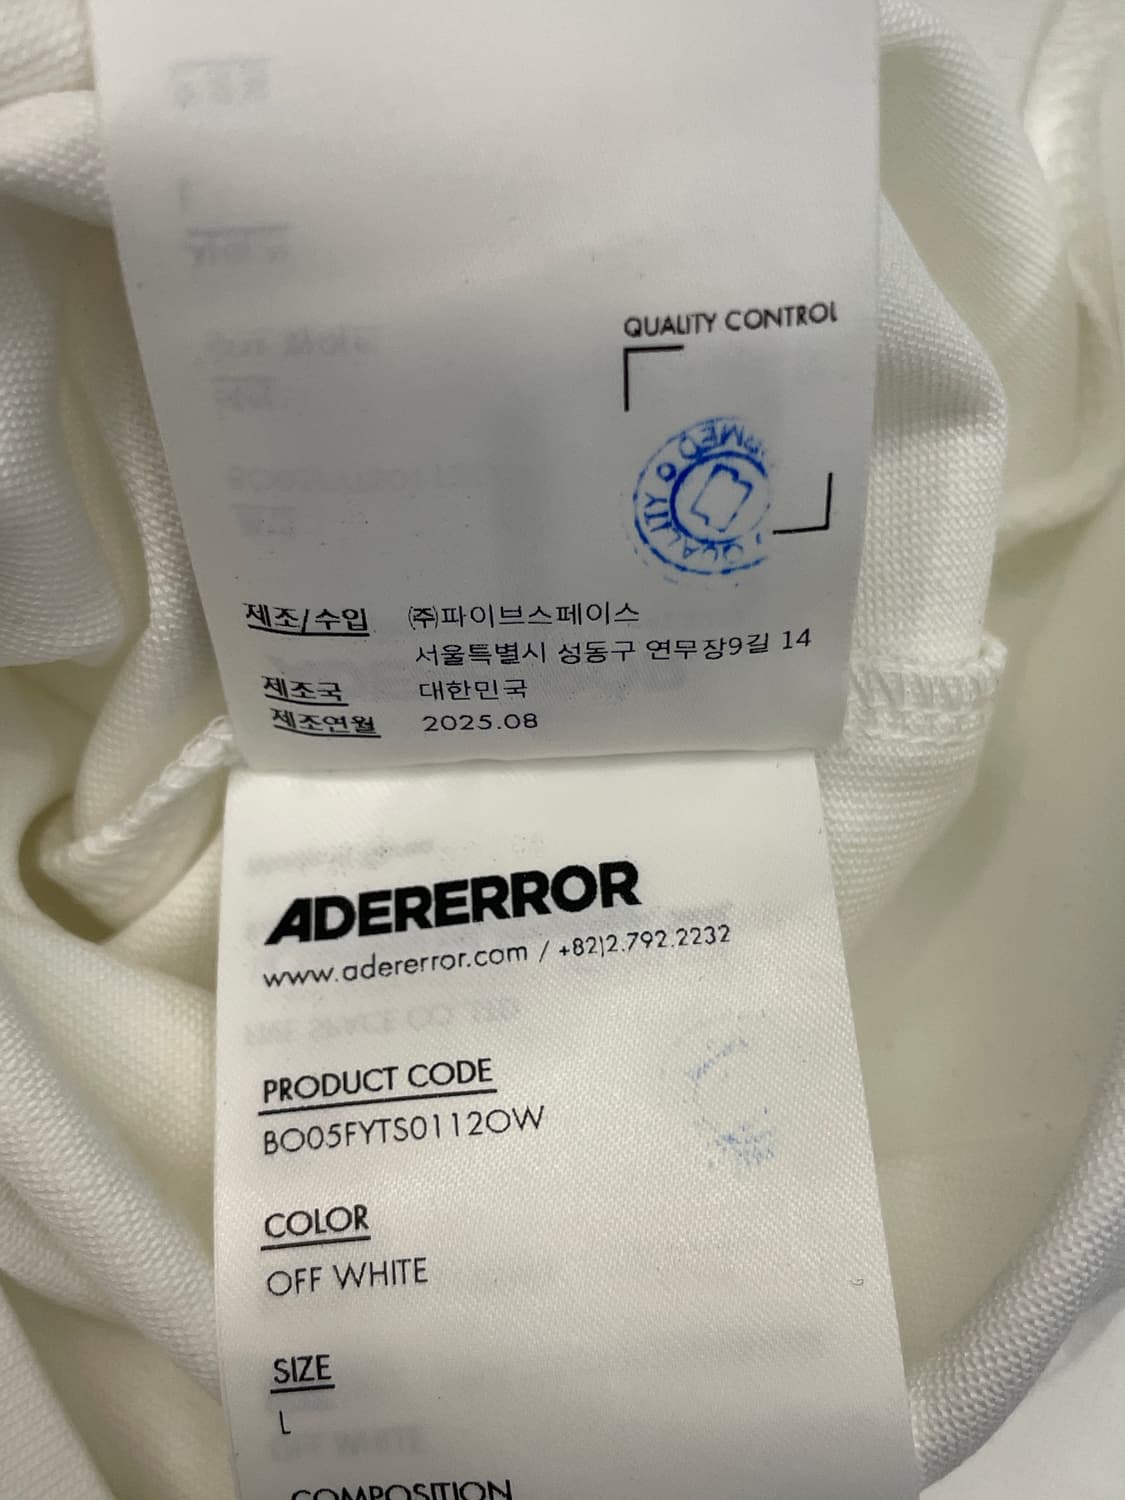 QUALITY CONTROL
QUALITY
제조/수입 ㈜파이브스페이스
서울특별시 성동구 연무장9길 14
제조국 대한민국
제조연월 2025.08
ADERERROR
www.adererror.com / +82)2.792.2232
PRODUCT CODE
BO05FYTS0112OW
COLOR
OFF WHITE
SIZE
L
COMPOSITION